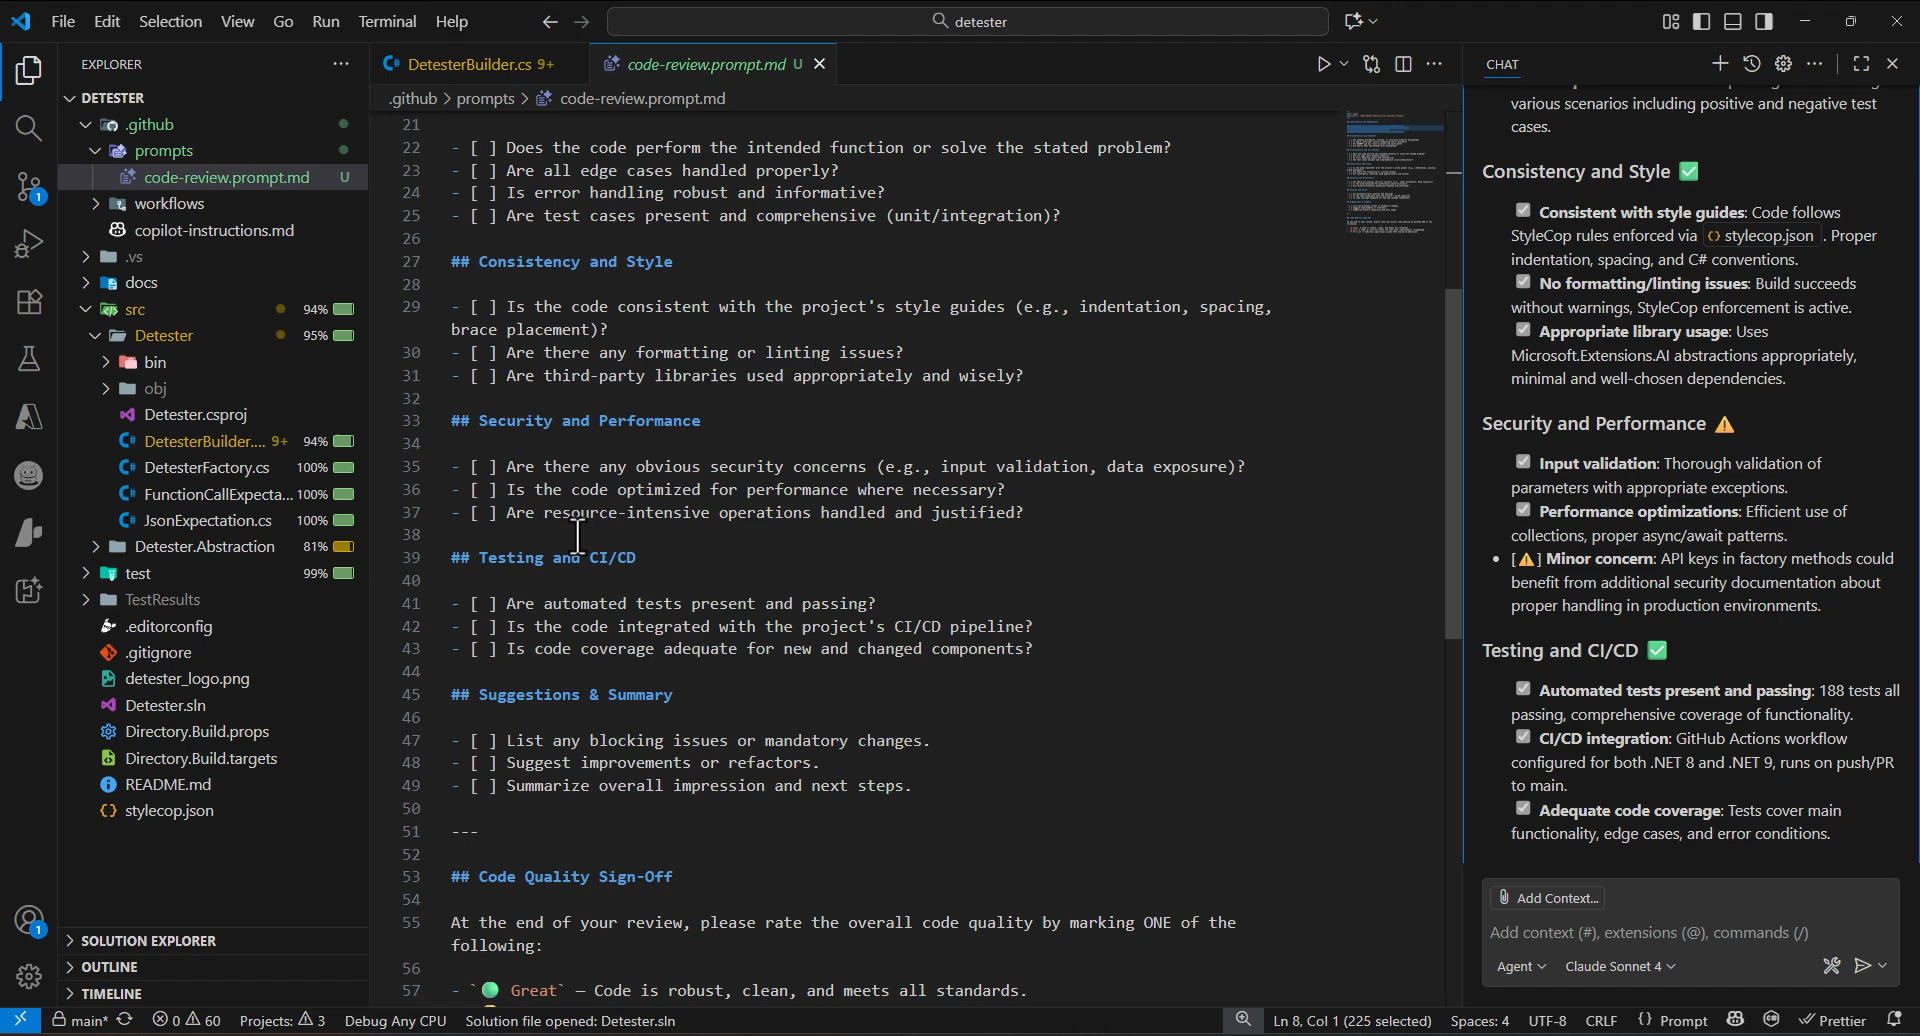 File Edit Selection View Go Run Terminal Help
detester
EXPLORER
DETESTER
.github
prompts
code-review.prompt.md U
workflows
copilot-instructions.md
.vs
docs
src 94%
Detester 95%
bin
obj
Detester.csproj
DetesterBuilder.... 9+ 94%
DetesterFactory.cs 100%
FunctionCallExpecta... 100%
JsonExpectation.cs 100%
Detester.Abstraction 81%
test 99%
TestResults
.editorconfig
.gitignore
detester_logo.png
Detester.sln
Directory.Build.props
Directory.Build.targets
README.md
stylecop.json
SOLUTION EXPLORER
OUTLINE
TIMELINE
1
1
DetesterBuilder.cs 9+
code-review.prompt.md U
.github > prompts > code-review.prompt.md
21
22 - [ ] Does the code perform the intended function or solve the stated problem?
23 - [ ] Are all edge cases handled properly?
24 - [ ] Is error handling robust and informative?
25 - [ ] Are test cases present and comprehensive (unit/integration)?
26
27 ## Consistency and Style
28
29 - [ ] Is the code consistent with the project's style guides (e.g., indentation, spacing,
brace placement)?
30 - [ ] Are there any formatting or linting issues?
31 - [ ] Are third-party libraries used appropriately and wisely?
32
33 ## Security and Performance
34
35 - [ ] Are there any obvious security concerns (e.g., input validation, data exposure)?
36 - [ ] Is the code optimized for performance where necessary?
37 - [ ] Are resource-intensive operations handled and justified?
38
39 ## Testing and CI/CD
40
41 - [ ] Are automated tests present and passing?
42 - [ ] Is the code integrated with the project's CI/CD pipeline?
43 - [ ] Is code coverage adequate for new and changed components?
44
45 ## Suggestions & Summary
46
47 - [ ] List any blocking issues or mandatory changes.
48 - [ ] Suggest improvements or refactors.
49 - [ ] Summarize overall impression and next steps.
50
51 ---
52
53 ## Code Quality Sign-Off
54
55 At the end of your review, please rate the overall code quality by marking ONE of the
following:
56
57 - `🟢 Great` — Code is robust, clean, and meets all standards.
CHAT
various scenarios including positive and negative test
cases.
Consistency and Style ✅
Consistent with style guides: Code follows
StyleCop rules enforced via stylecop.json . Proper
indentation, spacing, and C# conventions.
No formatting/linting issues: Build succeeds
without warnings, StyleCop enforcement is active.
Appropriate library usage: Uses
Microsoft.Extensions.AI abstractions appropriately,
minimal and well-chosen dependencies.
Security and Performance ⚠️
Input validation: Thorough validation of
parameters with appropriate exceptions.
Performance optimizations: Efficient use of
collections, proper async/await patterns.
• [⚠️] Minor concern: API keys in factory methods could
benefit from additional security documentation about
proper handling in production environments.
Testing and CI/CD ✅
Automated tests present and passing: 188 tests all
passing, comprehensive coverage of functionality.
CI/CD integration: GitHub Actions workflow
configured for both .NET 8 and .NET 9, runs on push/PR
to main.
Adequate code coverage: Tests cover main
functionality, edge cases, and error conditions.
Add Context...
Add context (#), extensions (@), commands (/)
Agent Claude Sonnet 4
main* 0 60 Projects: 3 Debug Any CPU Solution file opened: Detester.sln Ln 8, Col 1 (225 selected) Spaces: 4 UTF-8 CRLF {} Prompt Prettier